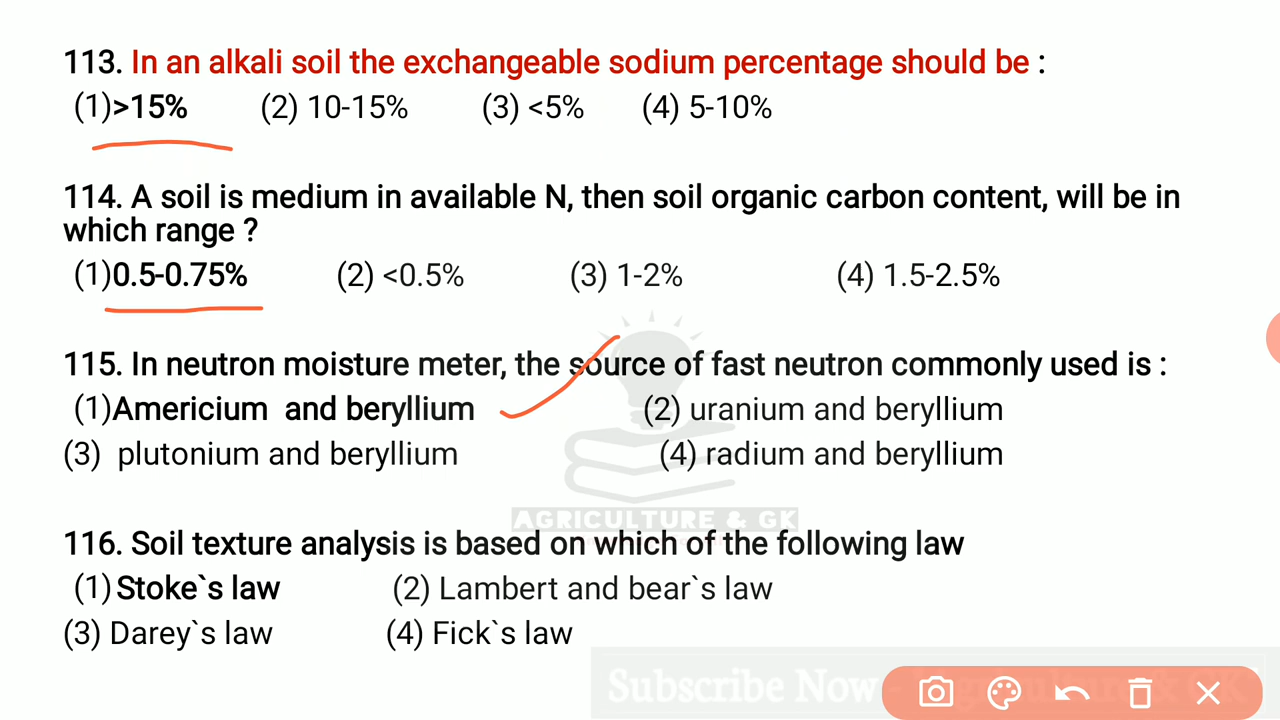 113. In an alkali soil the exchangeable sodium percentage should be :
(1)>15% (2) 10-15% (3) <5% (4) 5-10%
114. A soil is medium in available N, then soil organic carbon content, will be in
which range ?
(1)0.5-0.75% (2) <0.5% (3) 1-2% (4) 1.5-2.5%
115. In neutron moisture meter, the source of fast neutron commonly used is :
(1)Americium and beryllium (2) uranium and beryllium
(3) plutonium and beryllium (4) radium and beryllium
AGRICULTURE & GK
116. Soil texture analysis is based on which of the following law
(1) Stoke`s law (2) Lambert and bear`s law
(3) Darey`s law (4) Fick`s law
Subscribe Now -